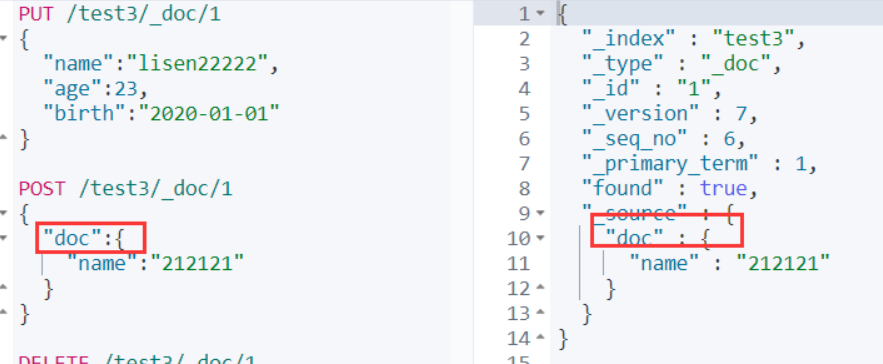 PUT /test3/_doc/1
{
"name":"lisen22222",
"age":23,
"birth":"2020-01-01"
}
POST /test3/_doc/1
{
"doc":{
"name":"212121"
}
}
DELETE /test3/_doc/1
1 {
2 "_index" : "test3",
3 "_type" : "_doc",
4 "_id" : "1",
5 "_version" : 7,
6 "_seq_no" : 6,
7 "_primary_term" : 1,
8 "found" : true,
9 "_source" : {
10 "doc" : {
11 "name" : "212121"
12 }
13 }
14 }
15